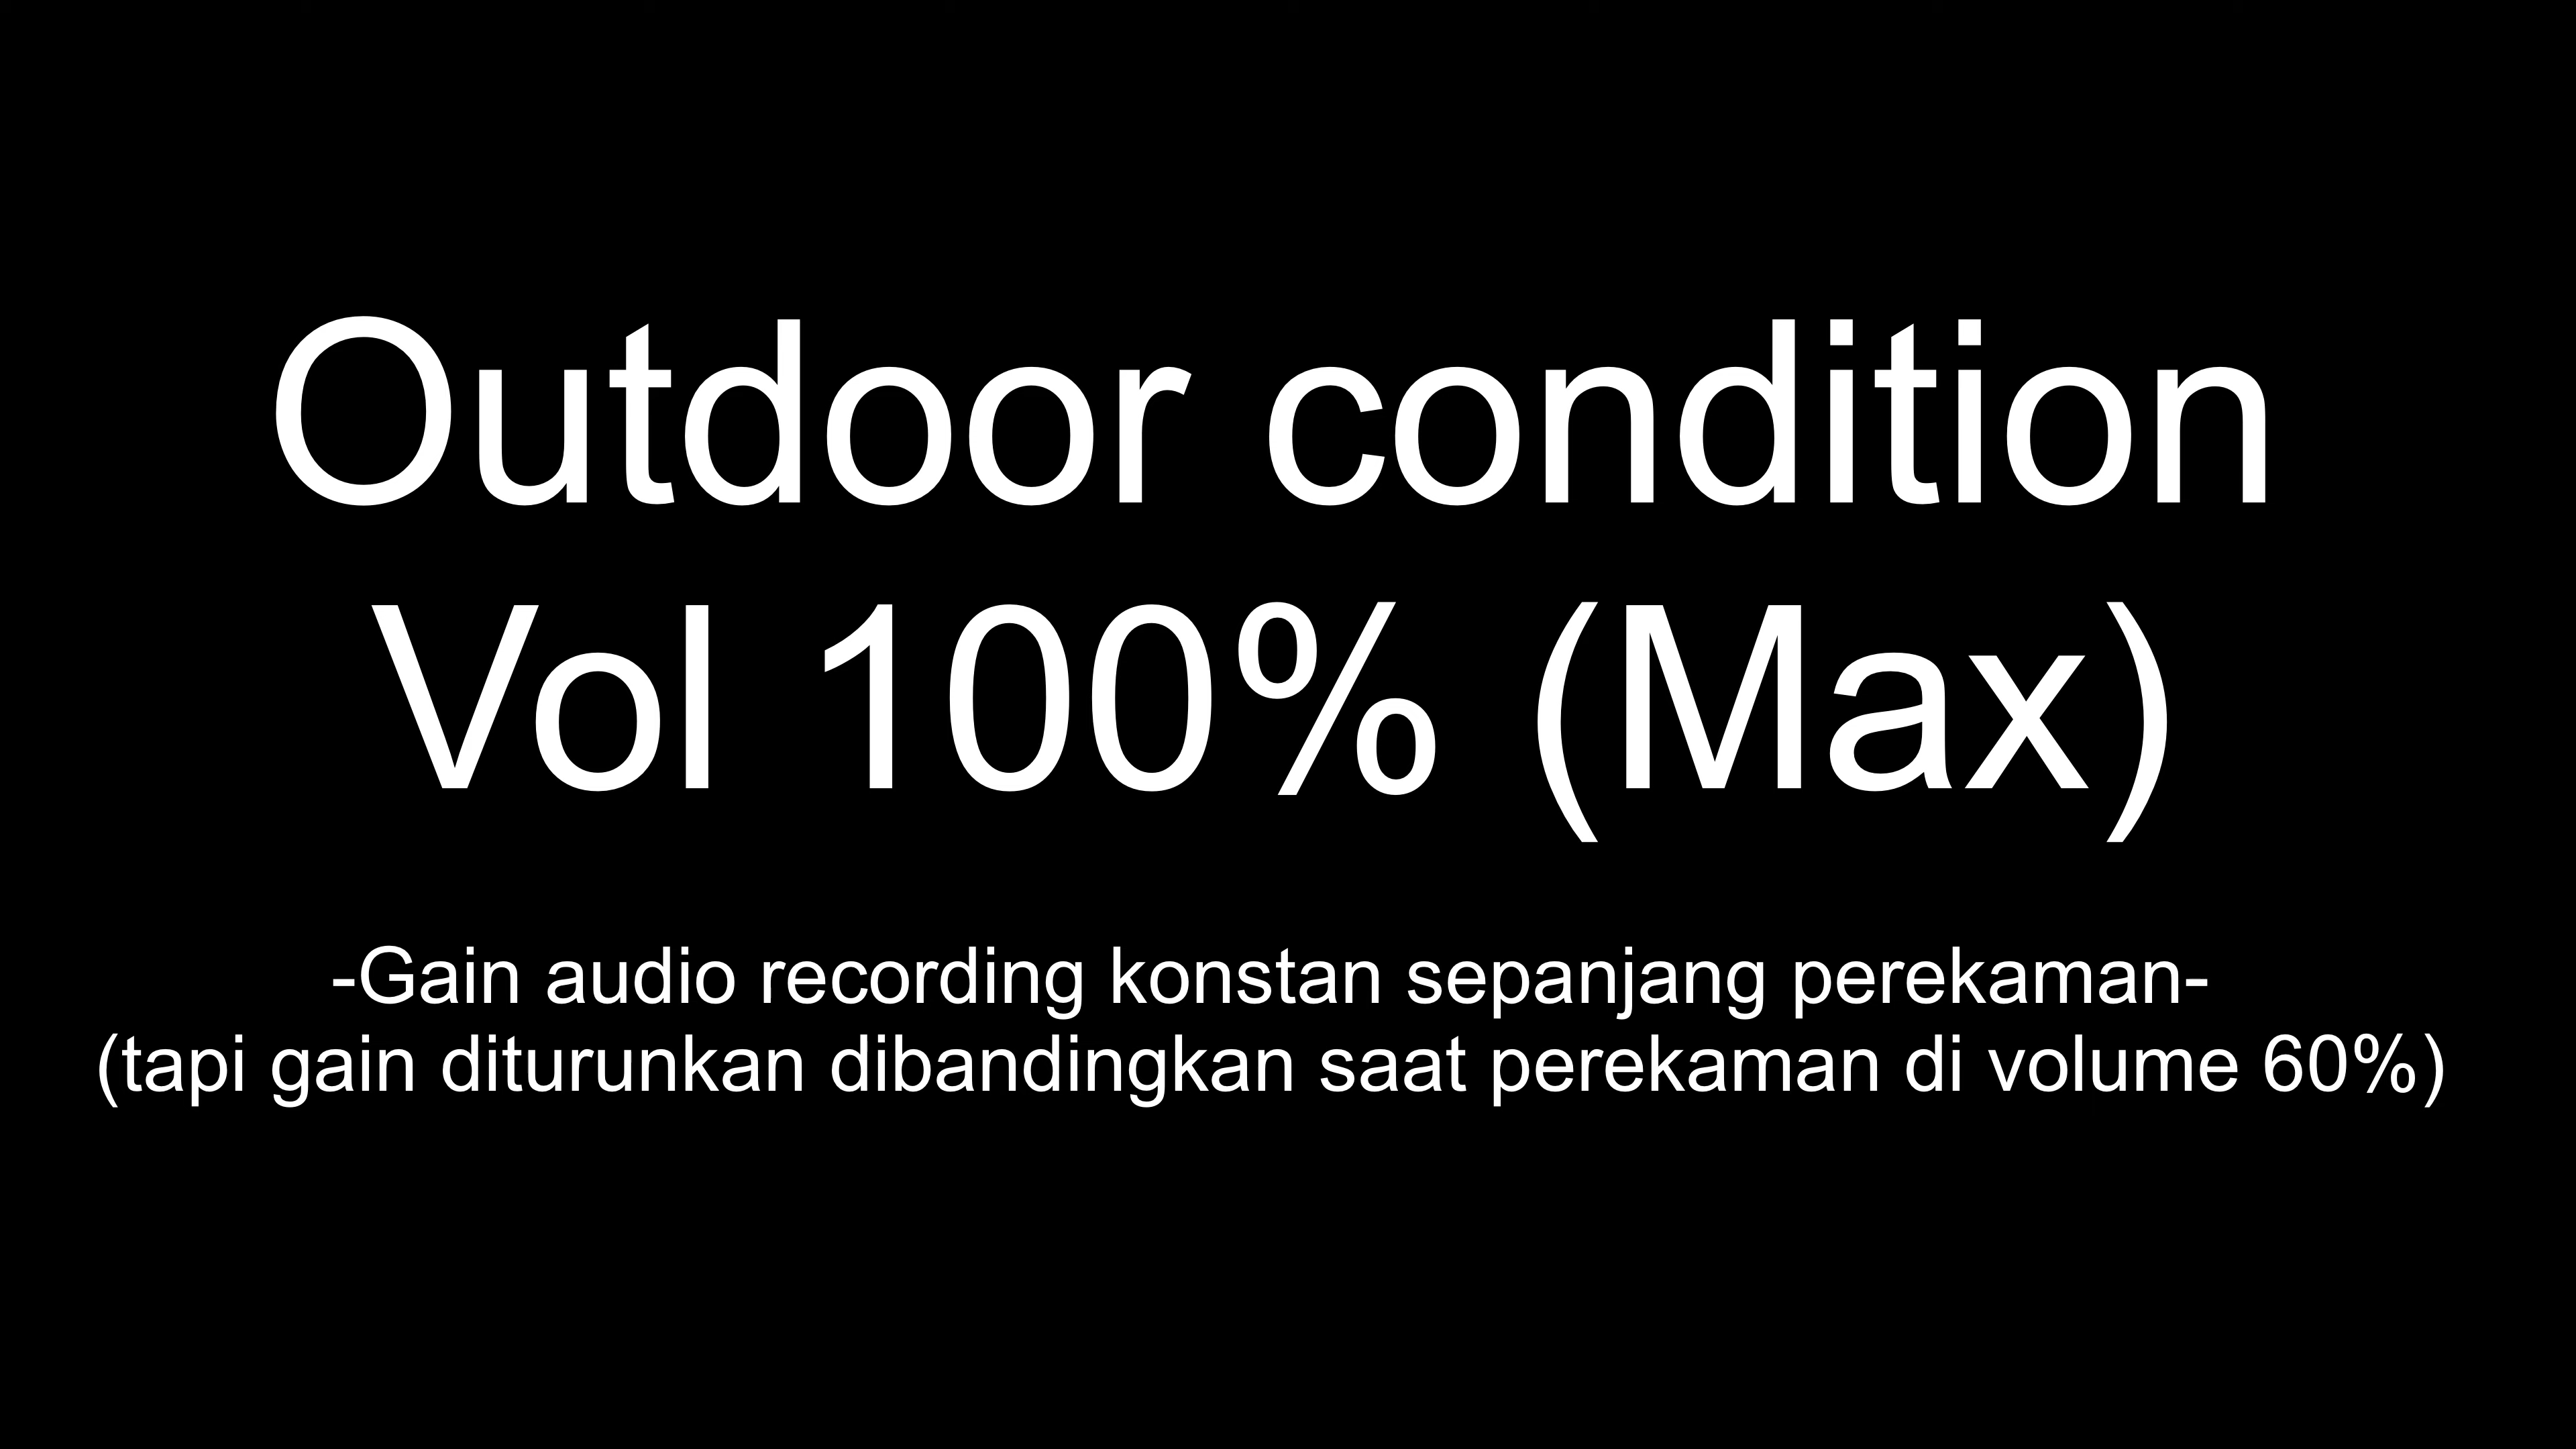 Outdoor condition
Vol 100% (Max)
-Gain audio recording konstan sepanjang perekaman-
(tapi gain diturunkan dibandingkan saat perekaman di volume 60%)